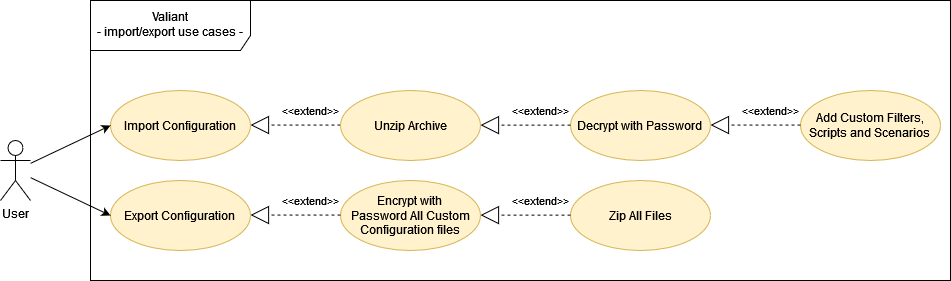 Valiant
- import/export use cases -
Import Configuration
<<extend>>
Unzip Archive
<<extend>>
Decrypt with Password
<<extend>>
Add Custom Filters,
Scripts and Scenarios
User
Export Configuration
<<extend>>
Encrypt with
Password All Custom
Configuration files
<<extend>>
Zip All Files